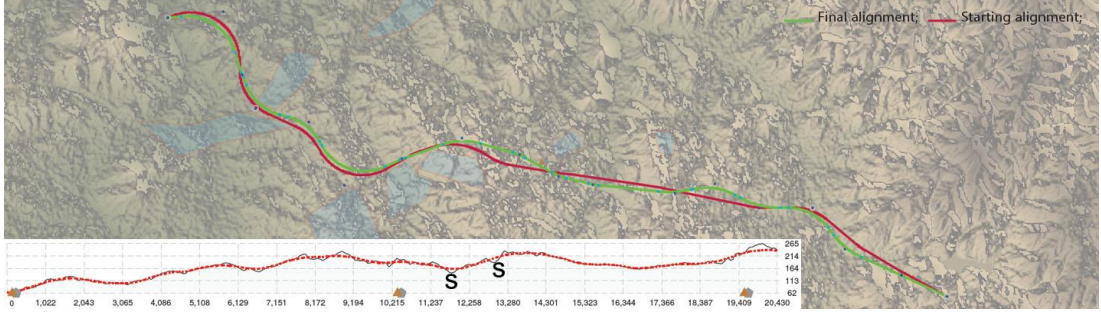 Final alignment; Starting alignment;
265
214
164
113
62
S
S
0 1,022 2,043 3,065 4,086 5,108 6,129 7,151 8,172 9,194 10,215 11,237 12,258 13,280 14,301 15,323 16,344 17,366 18,387 19,409 20,430